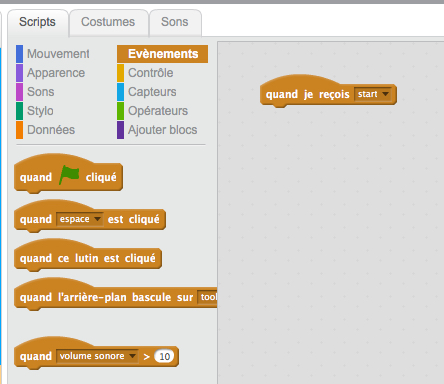 Scripts Costumes Sons
Mouvement Evènements
Apparence Contrôle
Sons Capteurs
Stylo Opérateurs
Données Ajouter blocs
quand je reçois start
quand cliqué
quand espace est cliqué
quand ce lutin est cliqué
quand l'arrière-plan bascule sur tool
quand volume sonore > 10